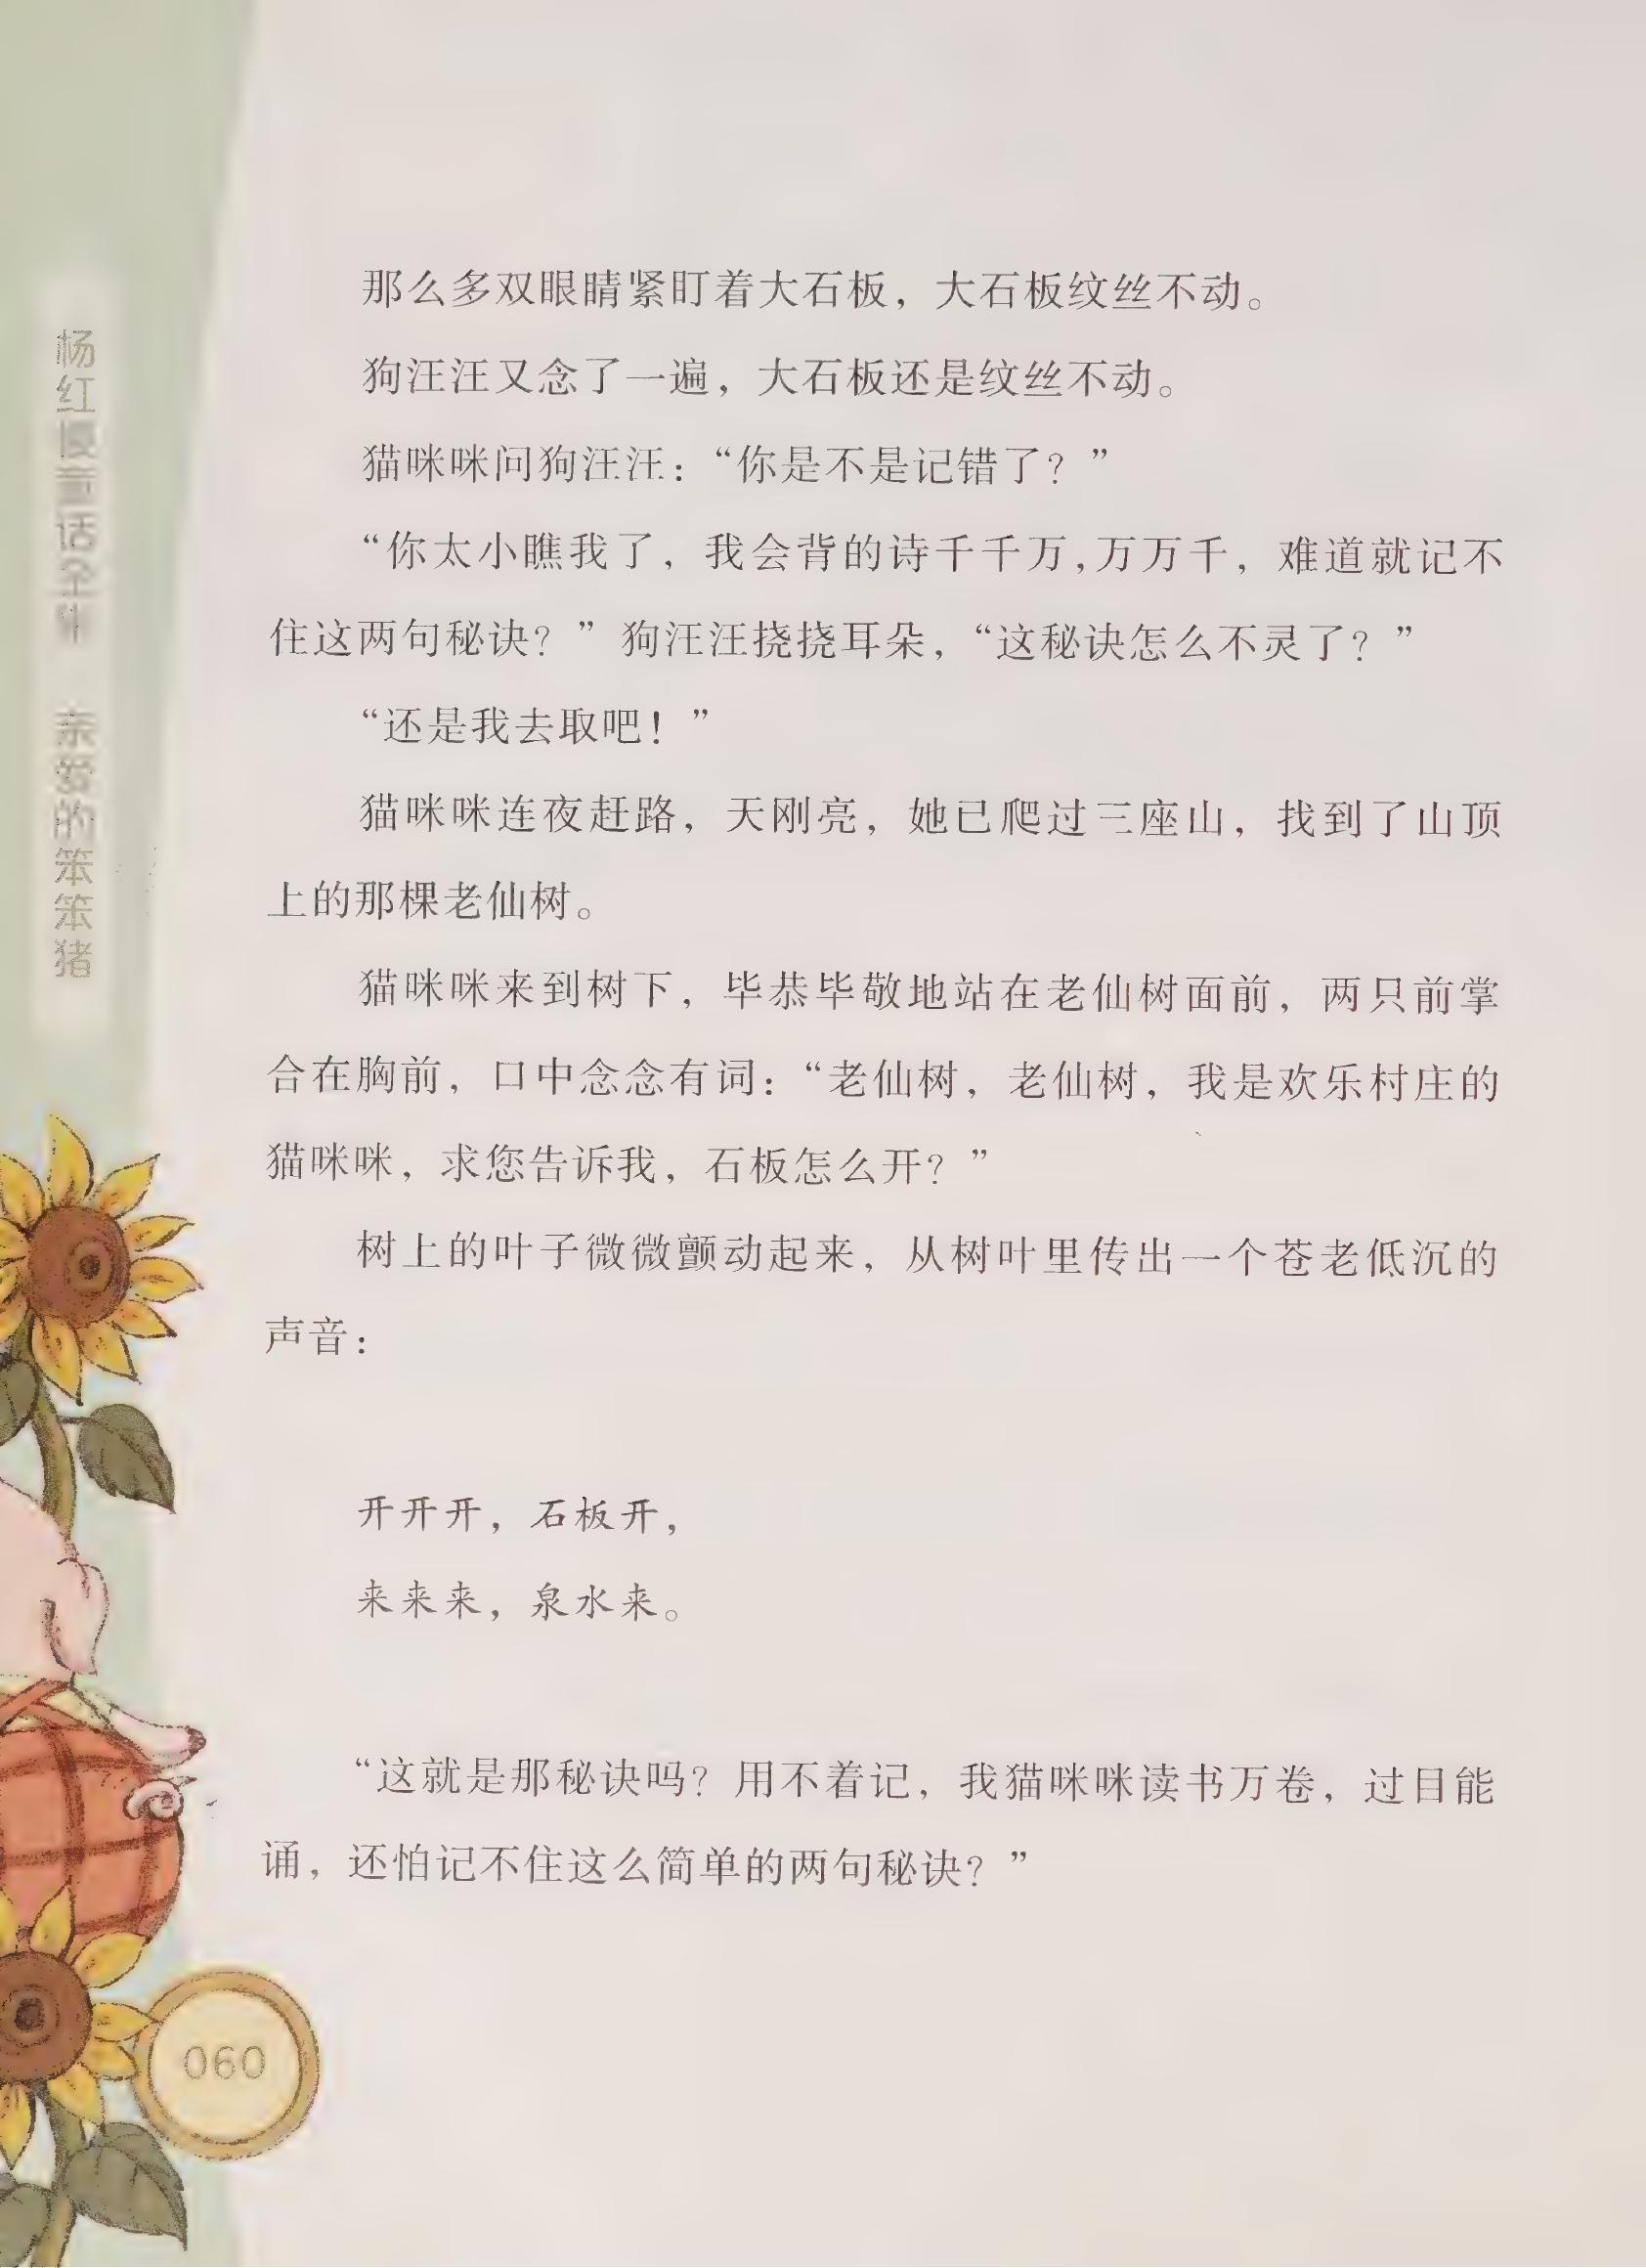 那么多双眼睛紧盯着大石板，大石板纹丝不动。
狗汪汪又念了一遍，大石板还是纹丝不动。
猫咪咪问狗汪汪：“你是不是记错了？”
“你太小瞧我了，我会背的诗千千万,万万千，难道就记不
住这两句秘诀？”狗汪汪挠挠耳朵，“这秘诀怎么不灵了？”
“还是我去取吧！”
猫咪咪连夜赶路，天刚亮，她已爬过三座山，找到了山顶
上的那棵老仙树。
猫咪咪来到树下，毕恭毕敬地站在老仙树面前，两只前掌
合在胸前，口中念念有词：“老仙树，老仙树，我是欢乐村庄的
猫咪咪，求您告诉我，石板怎么开？”
树上的叶子微微颤动起来，从树叶里传出一个苍老低沉的
声音：
开开开，石板开，
来来来，泉水来。
“这就是那秘诀吗？用不着记，我猫咪咪读书万卷，过目能
诵，还怕记不住这么简单的两句秘诀？”
杨红樱童话全集 亲爱的笨笨猪
060